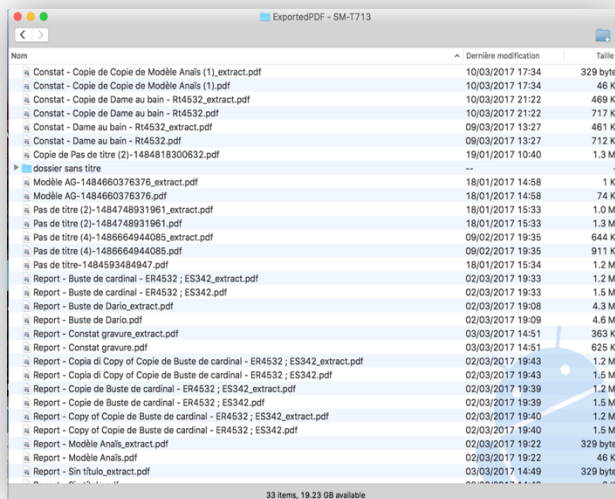 ExportedPDF - SM-T713
Nom Dernière modification Taille
Constat - Copie de Copie de Modèle Anaïs (1)_extract.pdf 10/03/2017 17:34 329 byte
Constat - Copie de Copie de Modèle Anaïs (1).pdf 10/03/2017 17:34 46 K
Constat - Copie de Dame au bain - Rt4532_extract.pdf 10/03/2017 21:22 469 K
Constat - Copie de Dame au bain - Rt4532.pdf 10/03/2017 21:22 717 K
Constat - Dame au bain - Rt4532_extract.pdf 09/03/2017 13:27 461 K
Constat - Dame au bain - Rt4532.pdf 09/03/2017 13:27 712 K
Copie de Pas de titre (2)-1484818300632.pdf 19/01/2017 10:40 1.3 M
dossier sans titre --
Modèle AG-1484660376376_extract.pdf 18/01/2017 14:58 1 K
Modèle AG-1484660376376.pdf 18/01/2017 14:58 74 K
Pas de titre (2)-1484748931961_extract.pdf 18/01/2017 15:33 1.0 M
Pas de titre (2)-1484748931961.pdf 18/01/2017 15:33 1.3 M
Pas de titre (4)-1486664944085_extract.pdf 09/02/2017 19:35 644 K
Pas de titre (4)-1486664944085.pdf 09/02/2017 19:35 911 K
Pas de titre-1484593484947.pdf 18/01/2017 15:34 1.2 M
Report - Buste de cardinal - ER4532 ; ES342_extract.pdf 02/03/2017 19:33 1.2 M
Report - Buste de cardinal - ER4532 ; ES342.pdf 02/03/2017 19:33 1.5 M
Report - Buste de Dario_extract.pdf 02/03/2017 19:08 4.3 M
Report - Buste de Dario.pdf 02/03/2017 19:09 4.6 M
Report - Constat gravure_extract.pdf 03/03/2017 14:51 363 K
Report - Constat gravure.pdf 03/03/2017 14:51 625 K
Report - Copia di Copy of Copie de Buste de cardinal - ER4532 ; ES342_extract.pdf 02/03/2017 19:43 1.2 M
Report - Copia di Copy of Copie de Buste de cardinal - ER4532 ; ES342.pdf 02/03/2017 19:43 1.5 M
Report - Copie de Buste de cardinal - ER4532 ; ES342_extract.pdf 02/03/2017 19:39 1.2 M
Report - Copie de Buste de cardinal - ER4532 ; ES342.pdf 02/03/2017 19:39 1.5 M
Report - Copy of Copie de Buste de cardinal - ER4532 ; ES342_extract.pdf 02/03/2017 19:40 1.2 M
Report - Copy of Copie de Buste de cardinal - ER4532 ; ES342.pdf 02/03/2017 19:40 1.5 M
Report - Modèle Anaïs_extract.pdf 02/03/2017 19:22 329 byte
Report - Modèle Anaïs.pdf 02/03/2017 19:22 46 K
Report - Sin título_extract.pdf 03/03/2017 14:49 329 byte
33 items, 19.23 GB available